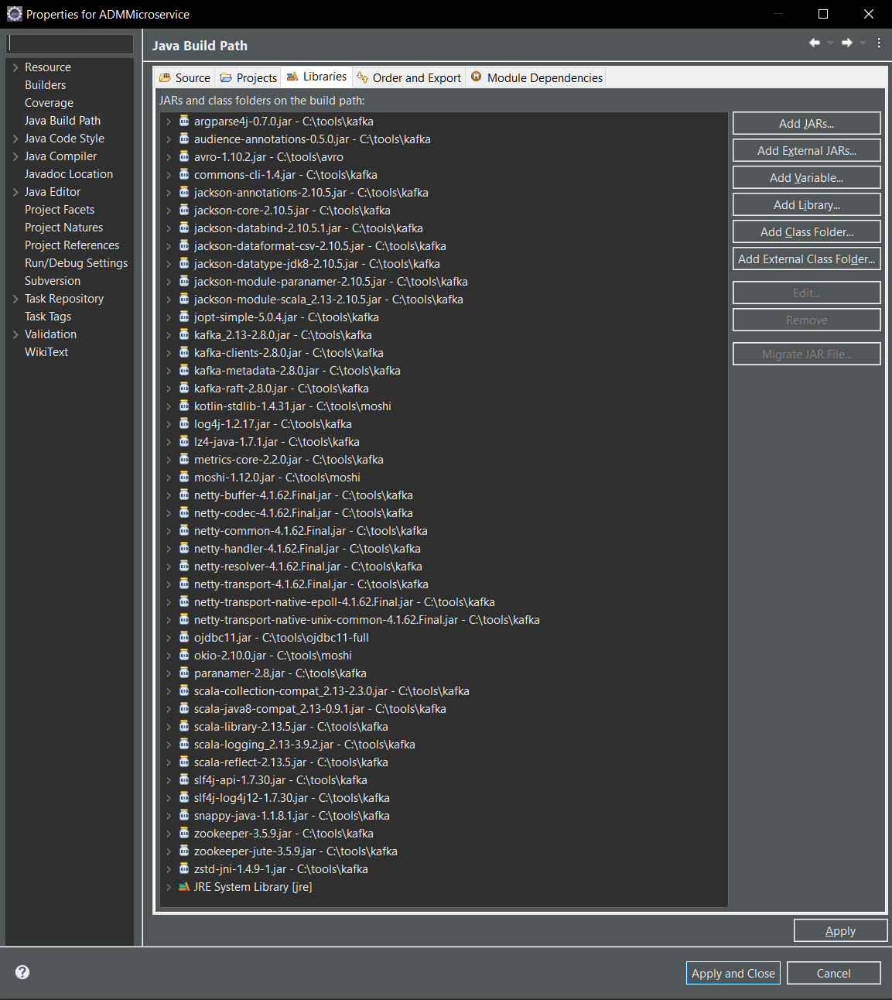 Properties for ADMMicroservice
Resource
Builders
Coverage
Java Build Path
Java Code Style
Java Compiler
Javadoc Location
Java Editor
Project Facets
Project Natures
Project References
Run/Debug Settings
Subversion
Task Repository
Task Tags
Validation
WikiText
Java Build Path
Source Projects Libraries Order and Export Module Dependencies
JARs and class folders on the build path:
argparse4j-0.7.0.jar - C:\tools\kafka
audience-annotations-0.5.0.jar - C:\tools\kafka
avro-1.10.2.jar - C:\tools\avro
commons-cli-1.4.jar - C:\tools\kafka
jackson-annotations-2.10.5.jar - C:\tools\kafka
jackson-core-2.10.5.jar - C:\tools\kafka
jackson-databind-2.10.5.1.jar - C:\tools\kafka
jackson-dataformat-csv-2.10.5.jar - C:\tools\kafka
jackson-datatype-jdk8-2.10.5.jar - C:\tools\kafka
jackson-module-paranamer-2.10.5.jar - C:\tools\kafka
jackson-module-scala_2.13-2.10.5.jar - C:\tools\kafka
jopt-simple-5.0.4.jar - C:\tools\kafka
kafka_2.13-2.8.0.jar - C:\tools\kafka
kafka-clients-2.8.0.jar - C:\tools\kafka
kafka-metadata-2.8.0.jar - C:\tools\kafka
kafka-raft-2.8.0.jar - C:\tools\kafka
kotlin-stdlib-1.4.31.jar - C:\tools\moshi
log4j-1.2.17.jar - C:\tools\kafka
lz4-java-1.7.1.jar - C:\tools\kafka
metrics-core-2.2.0.jar - C:\tools\kafka
moshi-1.12.0.jar - C:\tools\moshi
netty-buffer-4.1.62.Final.jar - C:\tools\kafka
netty-codec-4.1.62.Final.jar - C:\tools\kafka
netty-common-4.1.62.Final.jar - C:\tools\kafka
netty-handler-4.1.62.Final.jar - C:\tools\kafka
netty-resolver-4.1.62.Final.jar - C:\tools\kafka
netty-transport-4.1.62.Final.jar - C:\tools\kafka
netty-transport-native-epoll-4.1.62.Final.jar - C:\tools\kafka
netty-transport-native-unix-common-4.1.62.Final.jar - C:\tools\kafka
ojdbc11.jar - C:\tools\ojdbc11-full
okio-2.10.0.jar - C:\tools\moshi
paranamer-2.8.jar - C:\tools\kafka
scala-collection-compat_2.13-2.3.0.jar - C:\tools\kafka
scala-java8-compat_2.13-0.9.1.jar - C:\tools\kafka
scala-library-2.13.5.jar - C:\tools\kafka
scala-logging_2.13-3.9.2.jar - C:\tools\kafka
scala-reflect-2.13.5.jar - C:\tools\kafka
slf4j-api-1.7.30.jar - C:\tools\kafka
slf4j-log4j12-1.7.30.jar - C:\tools\kafka
snappy-java-1.1.8.1.jar - C:\tools\kafka
zookeeper-3.5.9.jar - C:\tools\kafka
zookeeper-jute-3.5.9.jar - C:\tools\kafka
zstd-jni-1.4.9-1.jar - C:\tools\kafka
JRE System Library [jre]
Add JARs...
Add External JARs...
Add Variable...
Add Library...
Add Class Folder...
Add External Class Folder...
Edit...
Remove
Migrate JAR File...
Apply
Apply and Close
Cancel